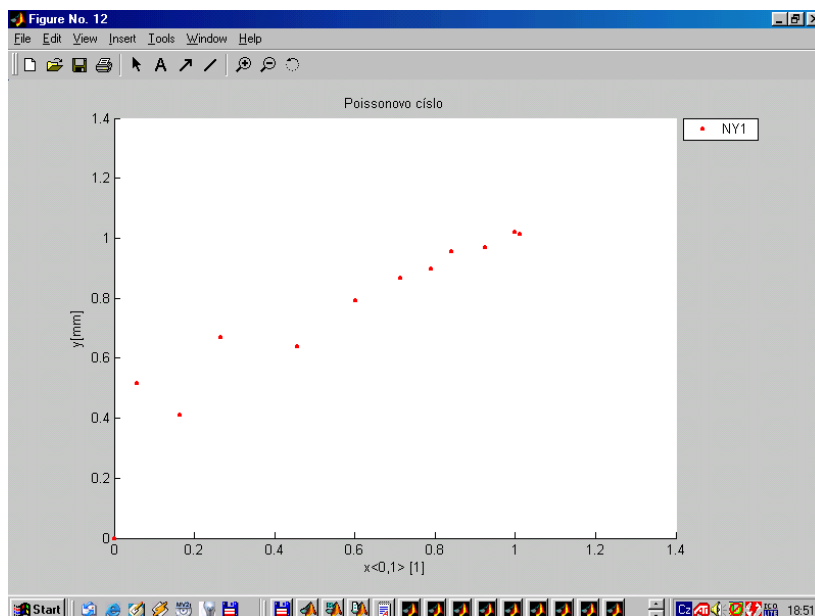 Figure No. 12
File Edit View Insert Tools Window Help
A
Poissonovo císlo
1.4
NY1
1.2
1
0.8
y[mm]
0.6
0.4
0.2
0
0 0.2 0.4 0.6 0.8 1 1.2 1.4
x<0,1> [1]
Start
Cz
18:51